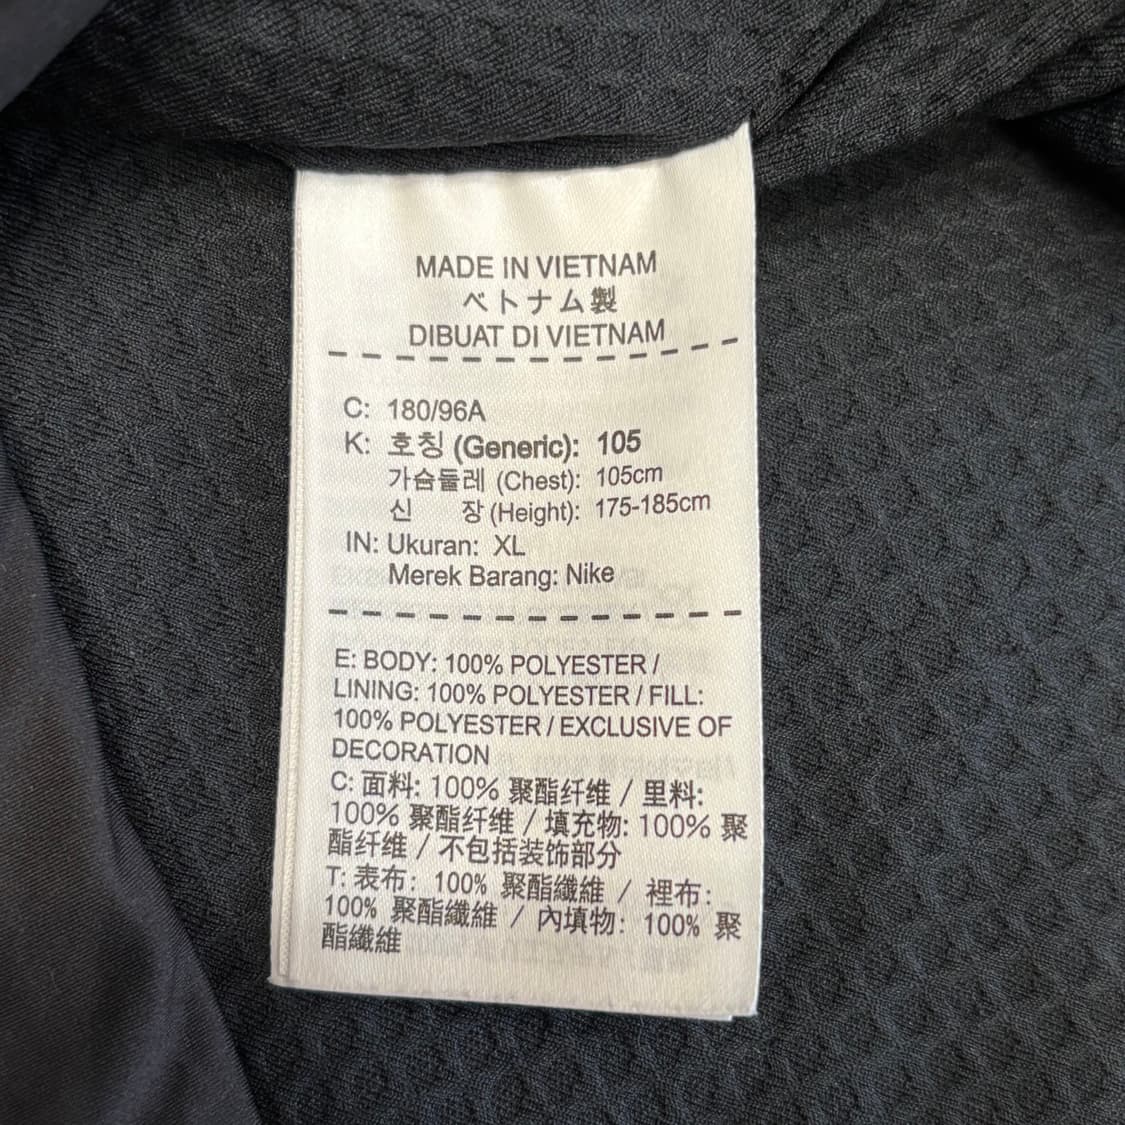 MADE IN VIETNAM
ベトナム製
DIBUAT DI VIETNAM
C: 180/96A
K: 호칭 (Generic): 105
가슴둘레 (Chest): 105cm
신 장 (Height): 175-185cm
IN: Ukuran: XL
Merek Barang: Nike
E: BODY: 100% POLYESTER /
LINING: 100% POLYESTER / FILL:
100% POLYESTER / EXCLUSIVE OF
DECORATION
C: 面料: 100% 聚酯纤维 / 里料:
100% 聚酯纤维 / 填充物: 100% 聚
酯纤维 / 不包括装饰部分
T: 表布: 100% 聚酯纖維 / 裡布:
100% 聚酯纖維 / 內填物: 100% 聚
酯纖維